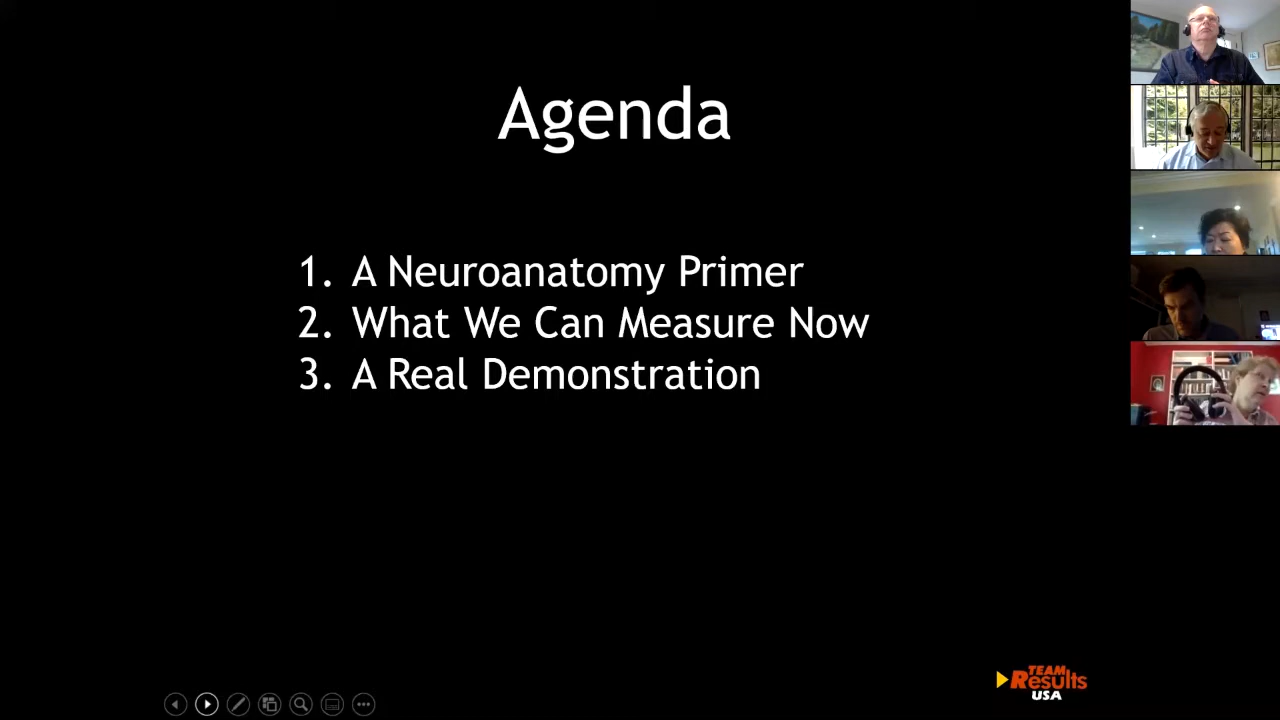 Agenda
1. A Neuroanatomy Primer
2. What We Can Measure Now
3. A Real Demonstration
TEAM
Results
USA